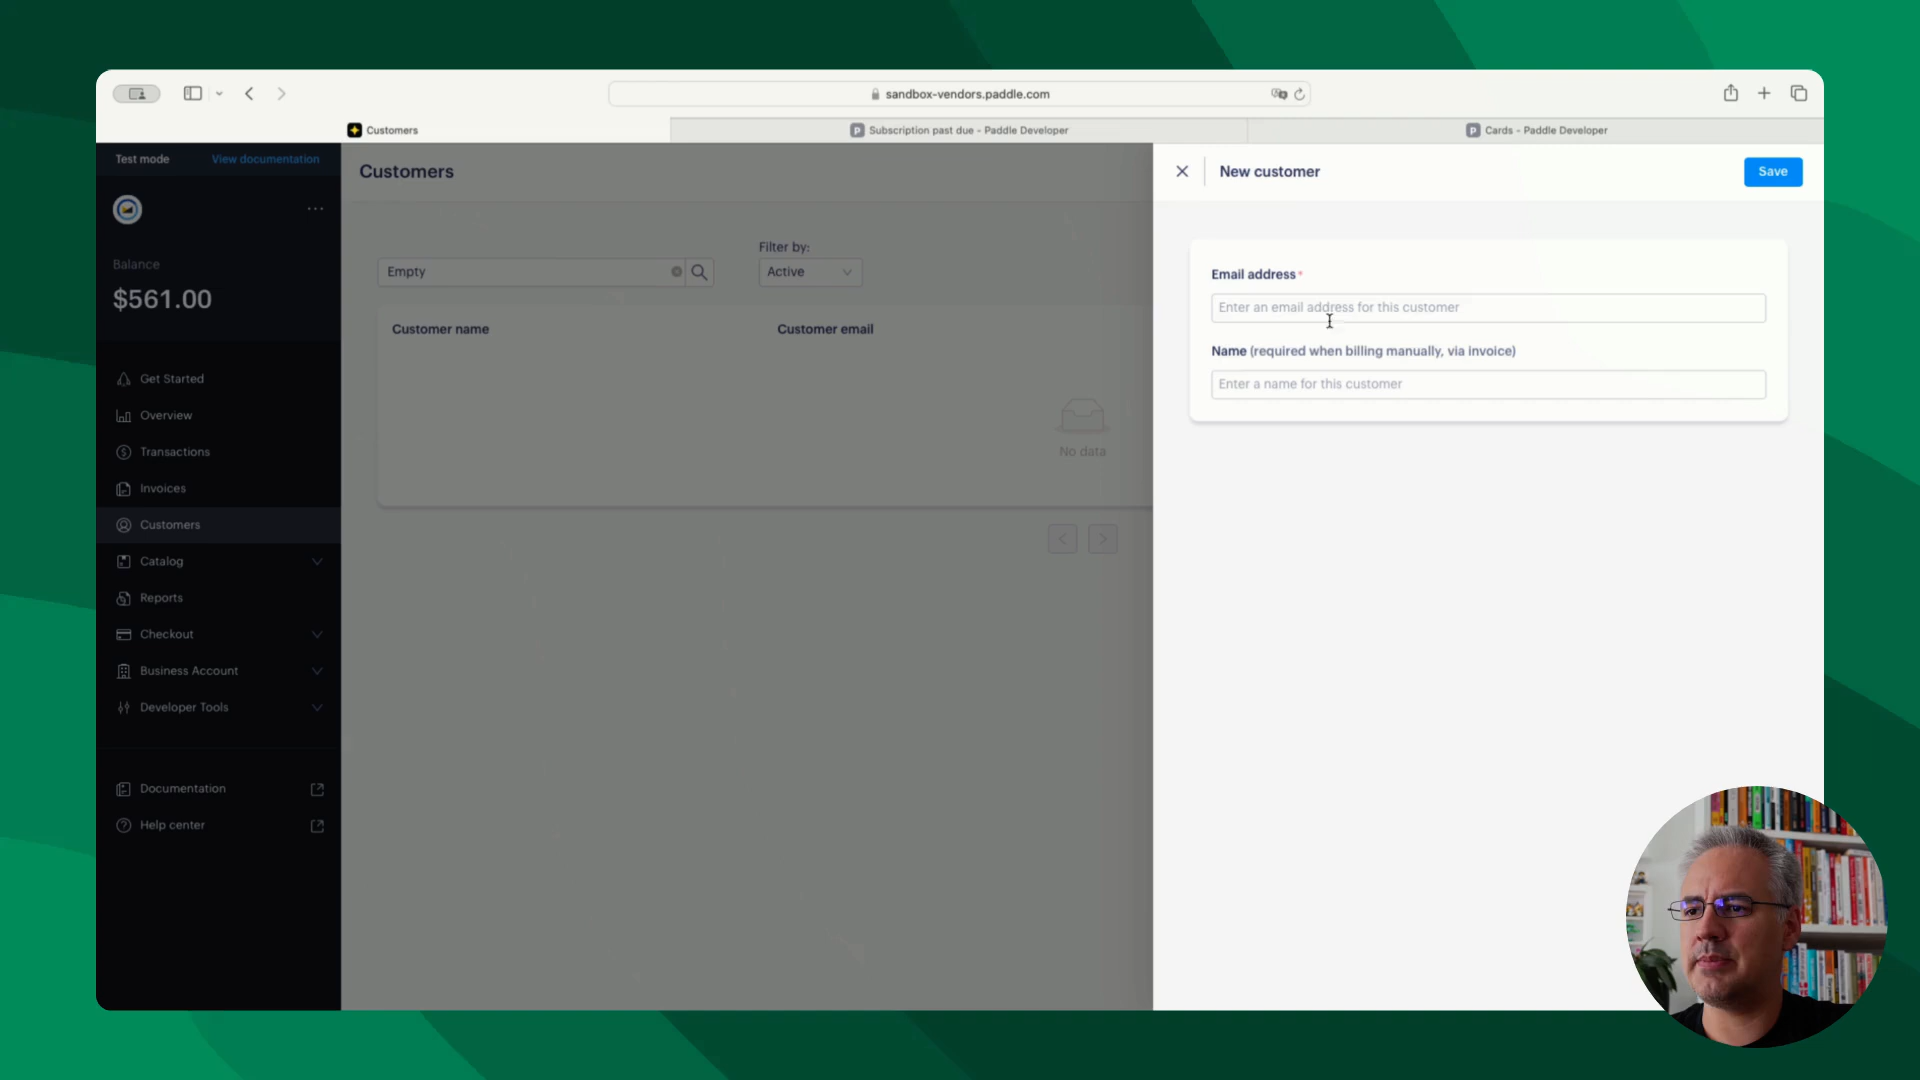 sandbox-vendors.paddle.com
Customers
Subscription past due - Paddle Developer
Cards - Paddle Developer
Test mode
View documentation
Balance
$561.00
Get Started
Overview
Transactions
Invoices
Customers
Catalog
Reports
Checkout
Business Account
Developer Tools
Documentation
Help center
Customers
Filter by:
Empty
Active
Customer name
Customer email
No data
New customer
Save
Email address*
Enter an email address for this customer
Name (required when billing manually, via invoice)
Enter a name for this customer